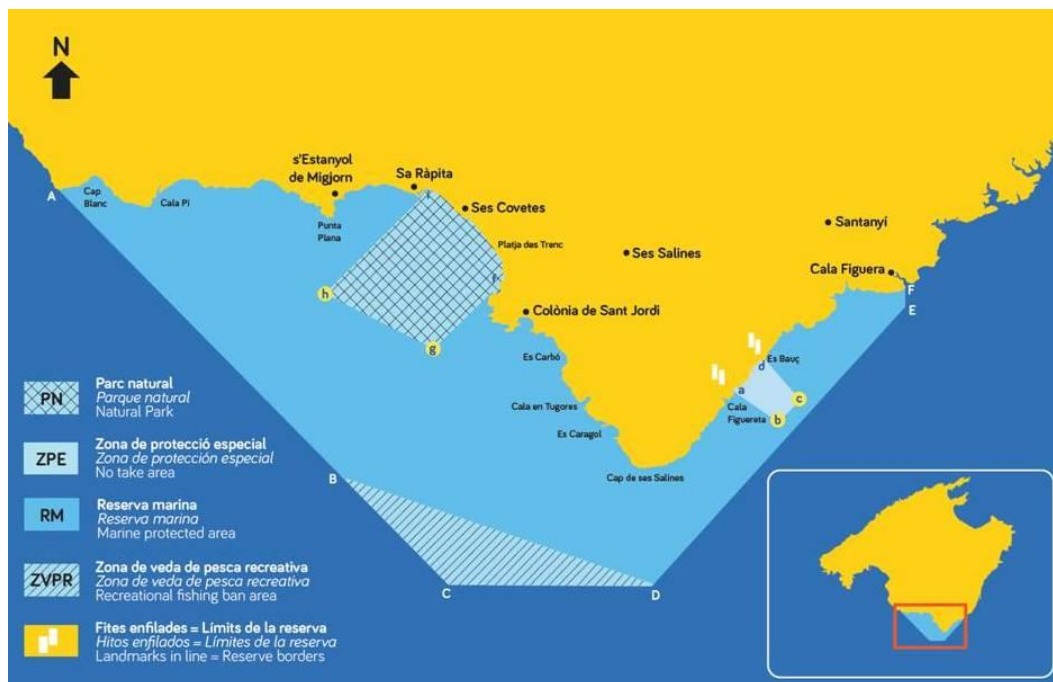 N
s'Estanyol
de Migjorn
Sa Ràpita
A
Cap
Blanc
Cala Pi
Ses Covetes
Punta
Plana
Platja des Trenc
Santanyí
Ses Salines
Cala Figuera
F
E
f
h
Colònia de Sant Jordi
g
Es Carbó
Es Bauç
d
a
c
b
Cala
Figuereta
Cala en Tugores
Es Caragol
Cap de ses Salines
B
C
D
PN
Parc natural
Parque natural
Natural Park
ZPE
Zona de protecció especial
Zona de protección especial
No take area
RM
Reserva marina
Reserva marina
Marine protected area
ZVPR
Zona de veda de pesca recreativa
Zona de veda de pesca recreativa
Recreational fishing ban area
Fites enfilades = Límits de la reserva
Hitos enfilados = Límites de la reserva
Landmarks in line = Reserve borders